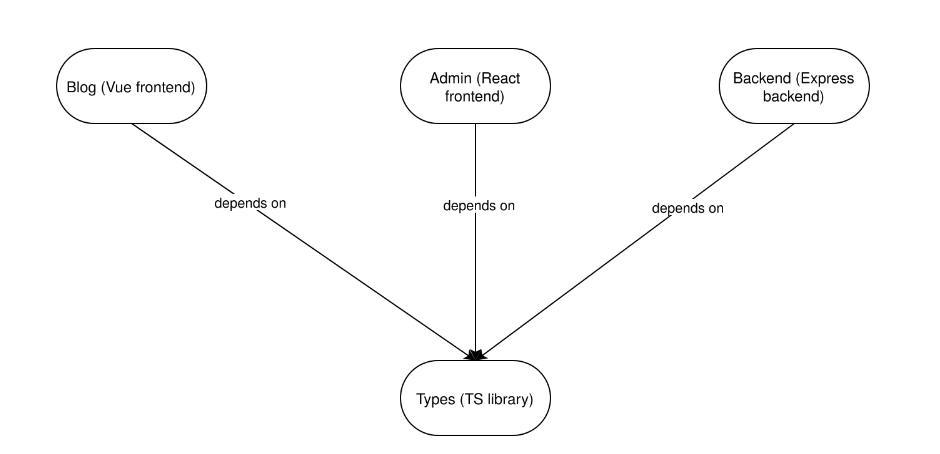 Blog (Vue frontend)
Admin (React
frontend)
Backend (Express
backend)
depends on
depends on
depends on
Types (TS library)